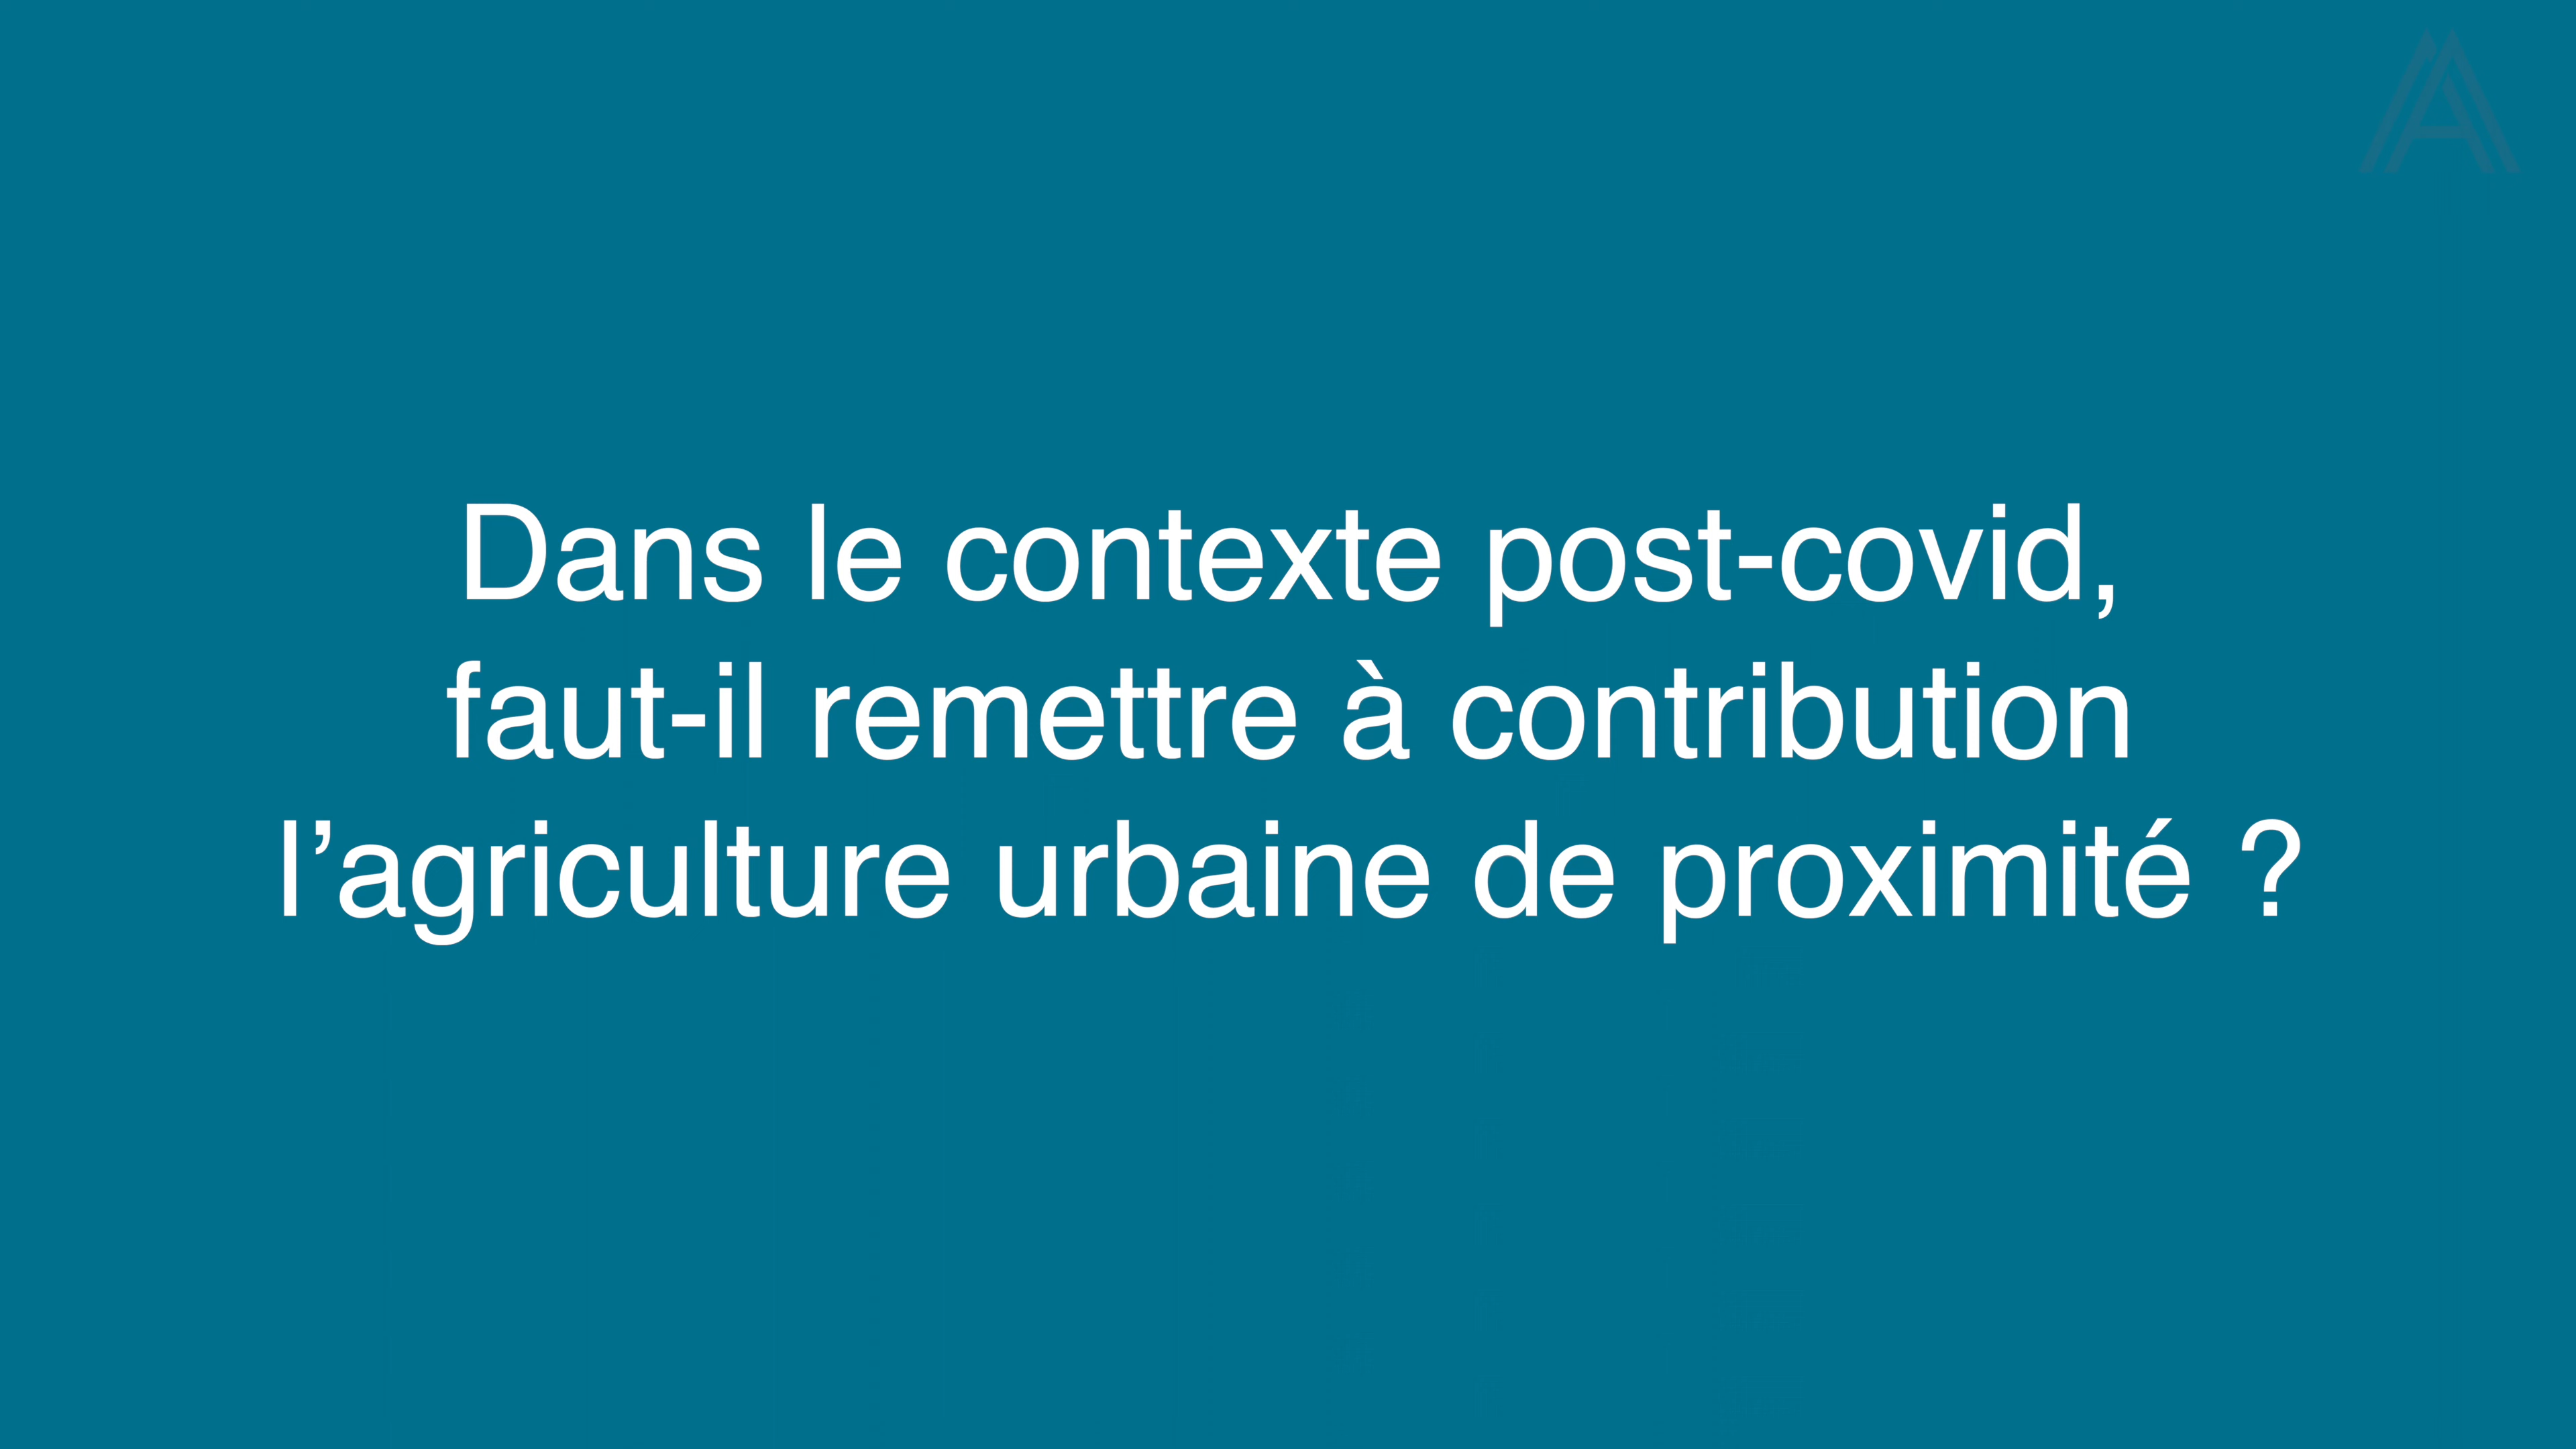 Dans le contexte post-covid,
faut-il remettre à contribution
l’agriculture urbaine de proximité ?